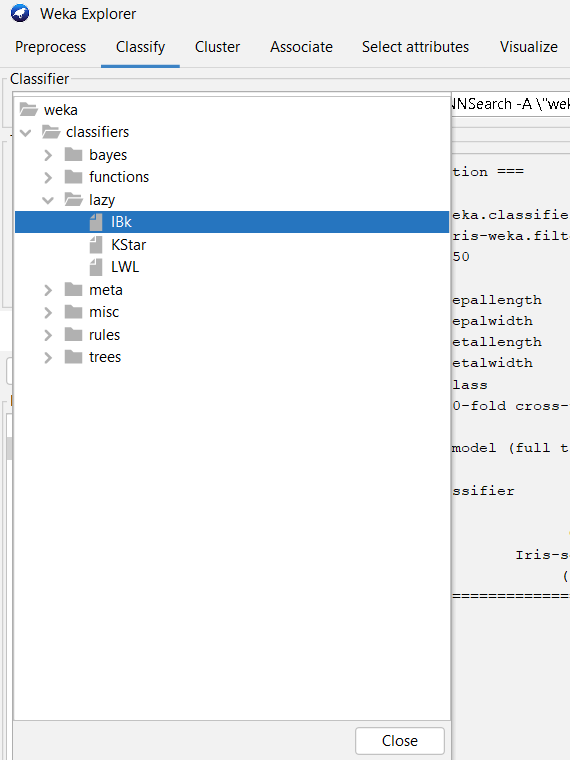 Weka Explorer
Preprocess Classify Cluster Associate Select attributes Visualize
Classifier
weka
classifiers
bayes
functions
lazy
IBk
KStar
LWL
meta
misc
rules
trees
Close
NNSearch -A \"wek
tion ===
eka.classifie
ris-weka.filt
50
epallength
epalwidth
etallength
etalwidth
lass
0-fold cross-
model (full t
ssifier
Iris-s
(
==============